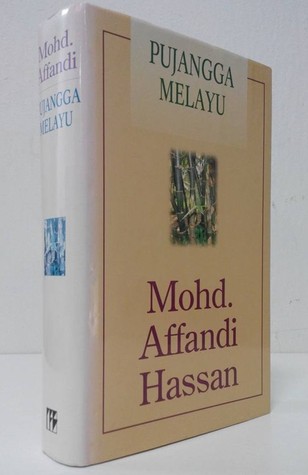 Mohd.
Affandi
PUJANGGA
MELAYU
PUJANGGA
MELAYU
Mohd.
Affandi
Hassan